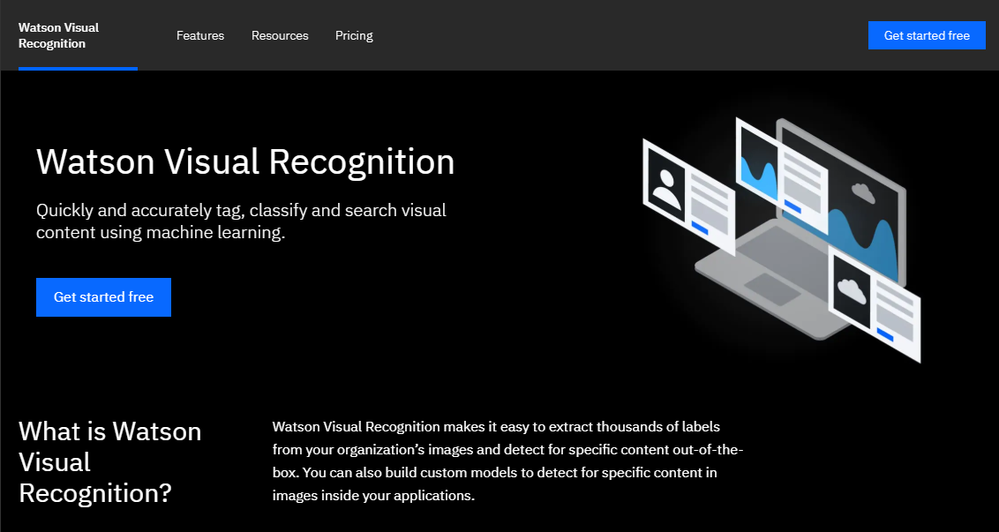 Watson Visual
Recognition
Features
Resources
Pricing
Get started free
Watson Visual Recognition
Quickly and accurately tag, classify and search visual
content using machine learning.
Get started free
What is Watson
Visual
Recognition?
Watson Visual Recognition makes it easy to extract thousands of labels
from your organization’s images and detect for specific content out-of-the-
box. You can also build custom models to detect for specific content in
images inside your applications.